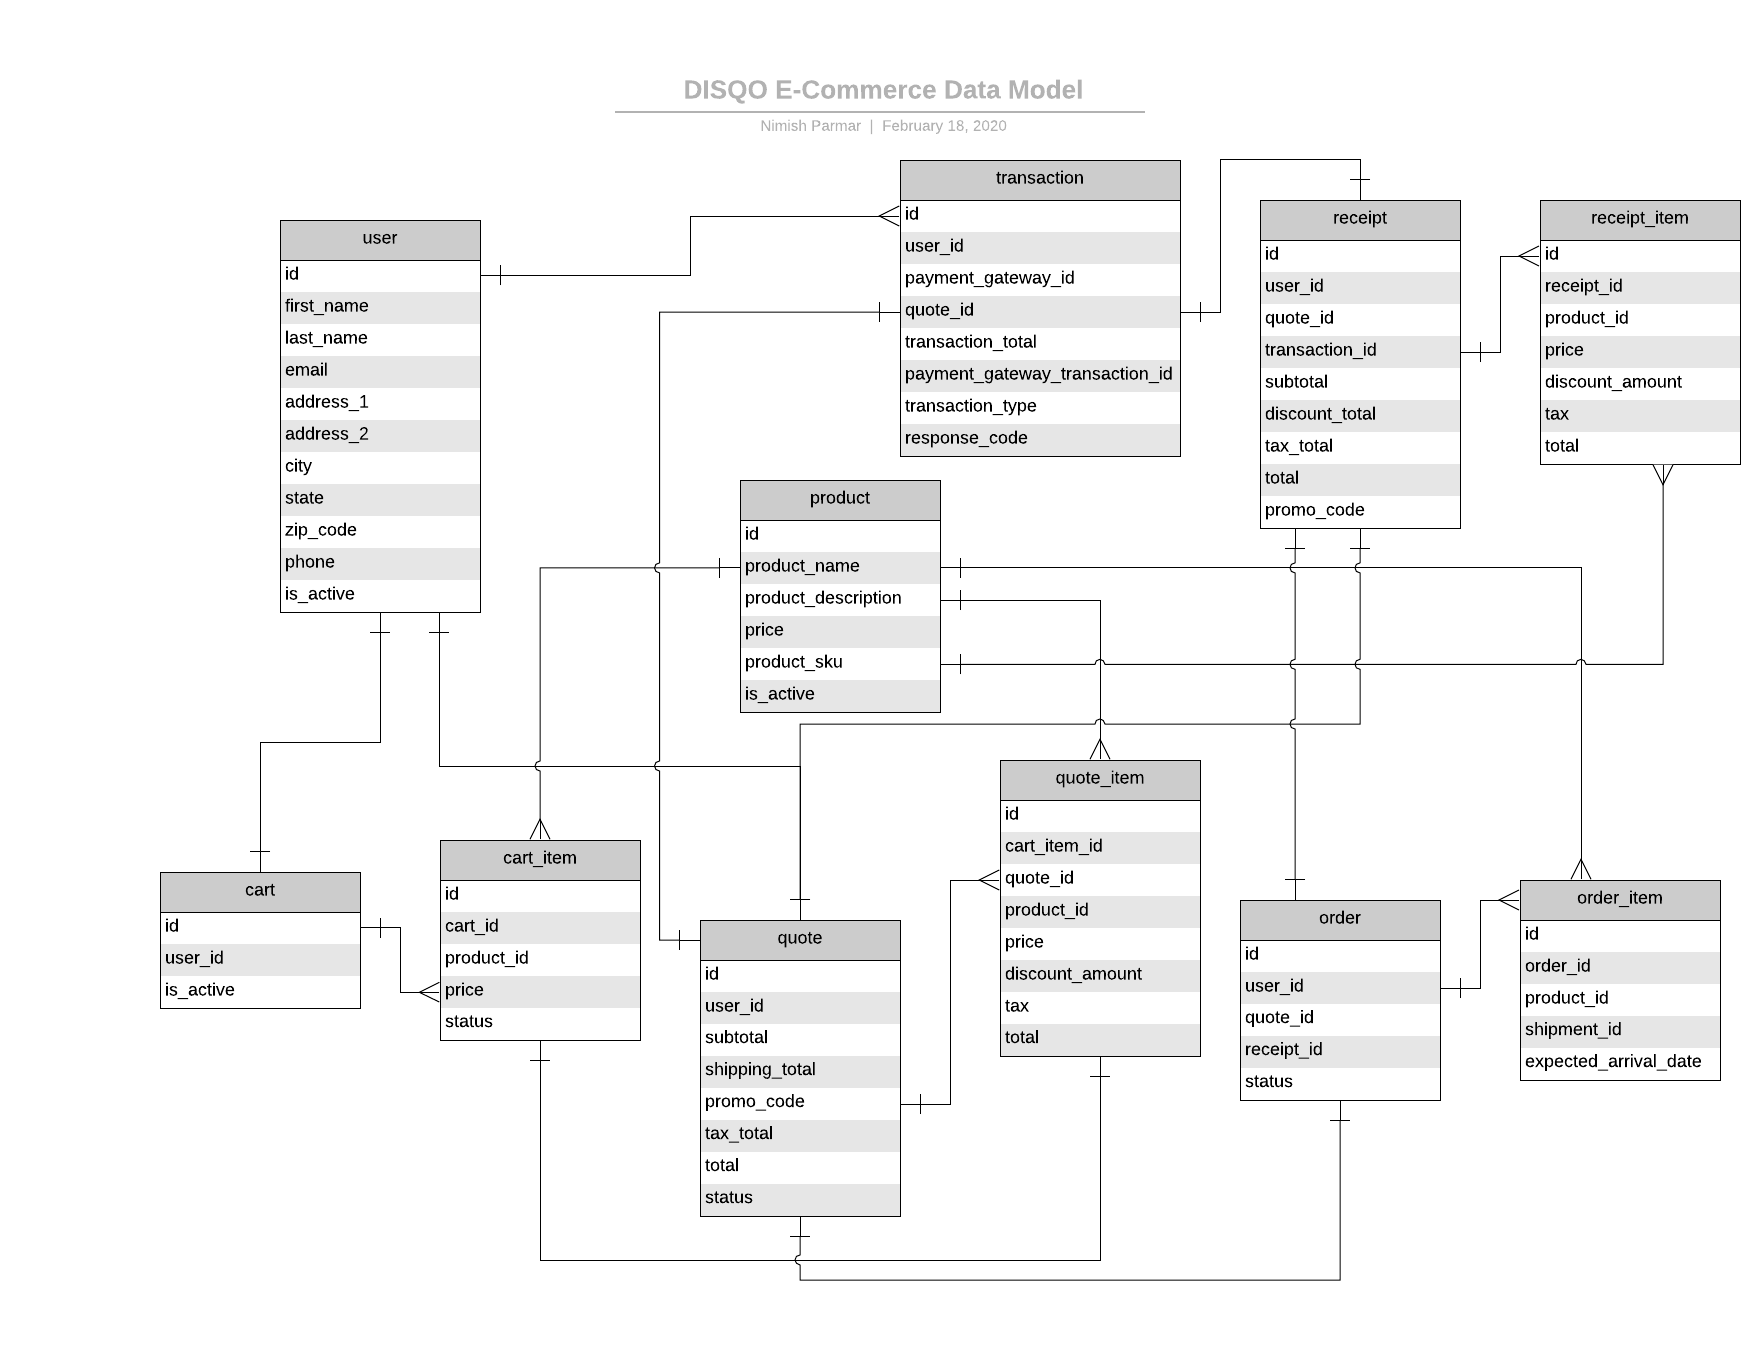 DISQO E-Commerce Data Model
Nimish Parmar | February 18, 2020
transaction
id
user_id
payment_gateway_id
quote_id
transaction_total
payment_gateway_transaction_id
transaction_type
response_code
receipt
id
user_id
quote_id
transaction_id
subtotal
discount_total
tax_total
total
promo_code
receipt_item
id
receipt_id
product_id
price
discount_amount
tax
total
user
id
first_name
last_name
email
address_1
address_2
city
state
zip_code
phone
is_active
product
id
product_name
product_description
price
product_sku
is_active
quote_item
id
cart_item_id
quote_id
product_id
price
discount_amount
tax
total
cart_item
id
cart_id
product_id
price
status
cart
id
user_id
is_active
quote
id
user_id
subtotal
shipping_total
promo_code
tax_total
total
status
order
id
user_id
quote_id
receipt_id
status
order_item
id
order_id
product_id
shipment_id
expected_arrival_date